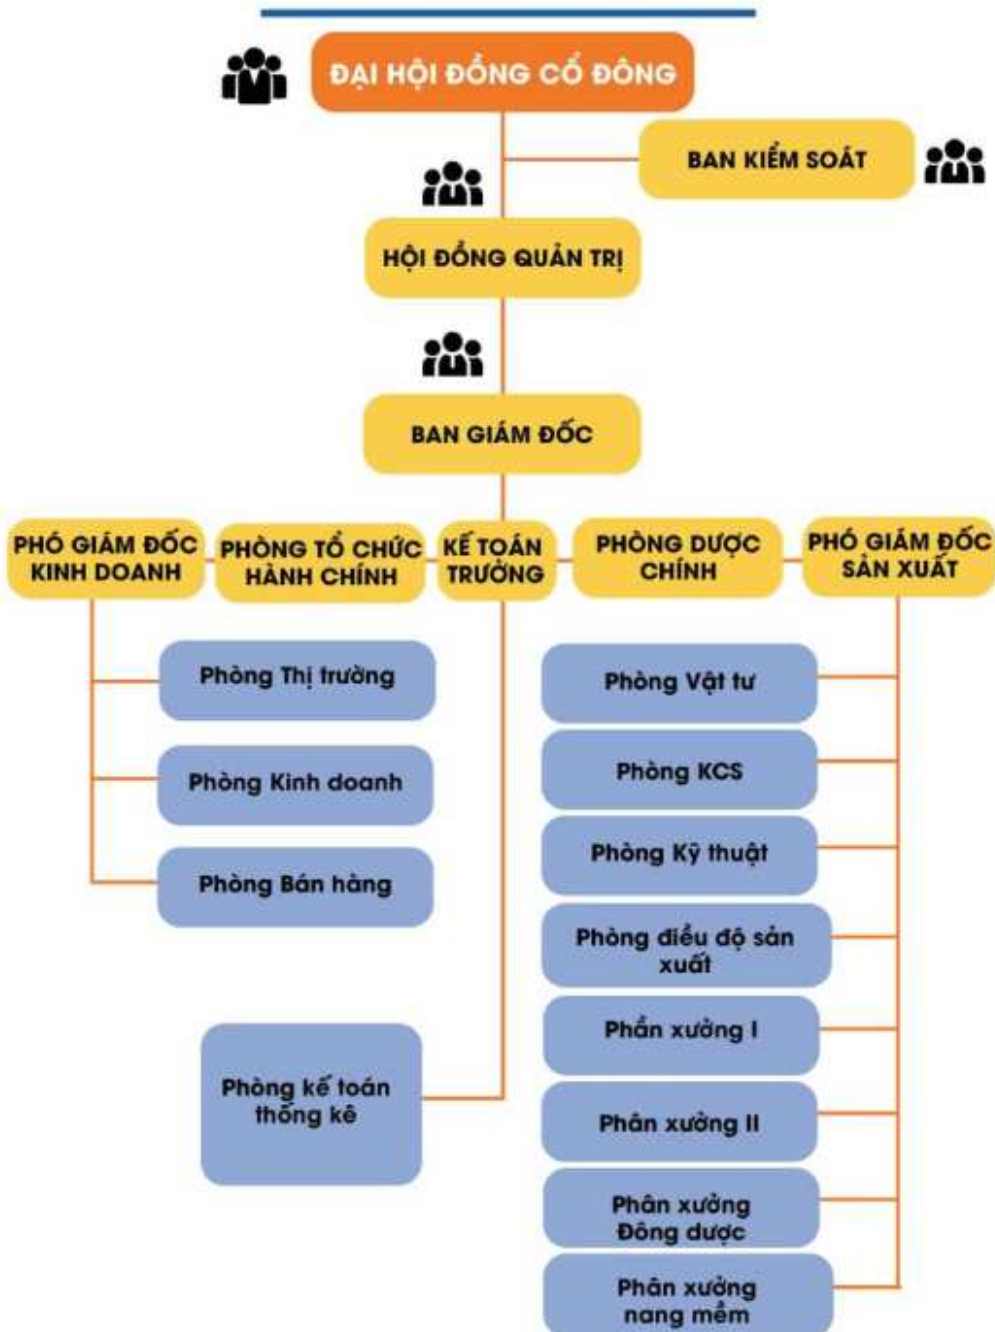 ĐẠI HỘI ĐỒNG CỔ ĐÔNG
BAN KIỂM SOÁT
HỘI ĐỒNG QUẢN TRỊ
BAN GIÁM ĐỐC
PHÓ GIÁM ĐỐC
KINH DOANH
PHÒNG TỔ CHỨC
HÀNH CHÍNH
KẾ TOÁN
TRƯỞNG
PHÒNG DƯỢC
CHÍNH
PHÓ GIÁM ĐỐC
SẢN XUẤT
Phòng Thị trường
Phòng Kinh doanh
Phòng Bán hàng
Phòng kế toán
thống kê
Phòng Vật tư
Phòng KCS
Phòng Kỹ thuật
Phòng điều độ sản
xuất
Phần xưởng I
Phân xưởng II
Phân xưởng
Đông dược
Phân xưởng
nang mềm